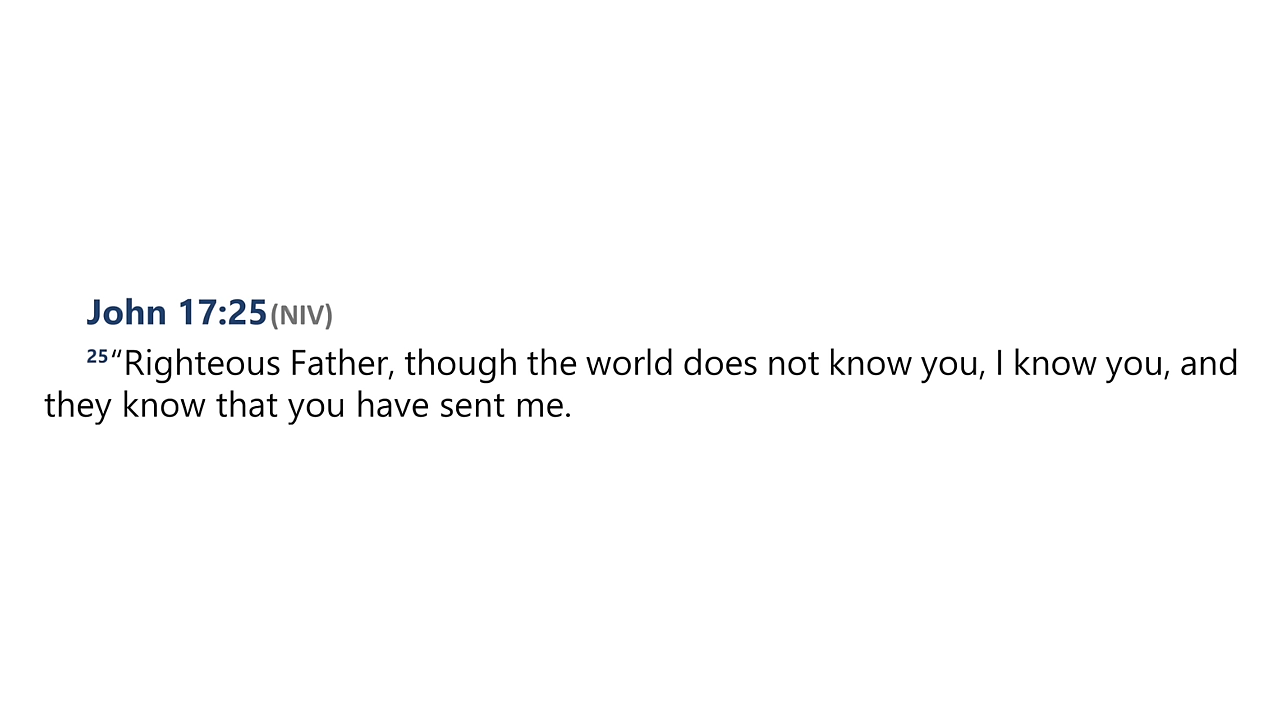 John 17:25 (NIV)
25 “Righteous Father, though the world does not know you, I know you, and
they know that you have sent me.